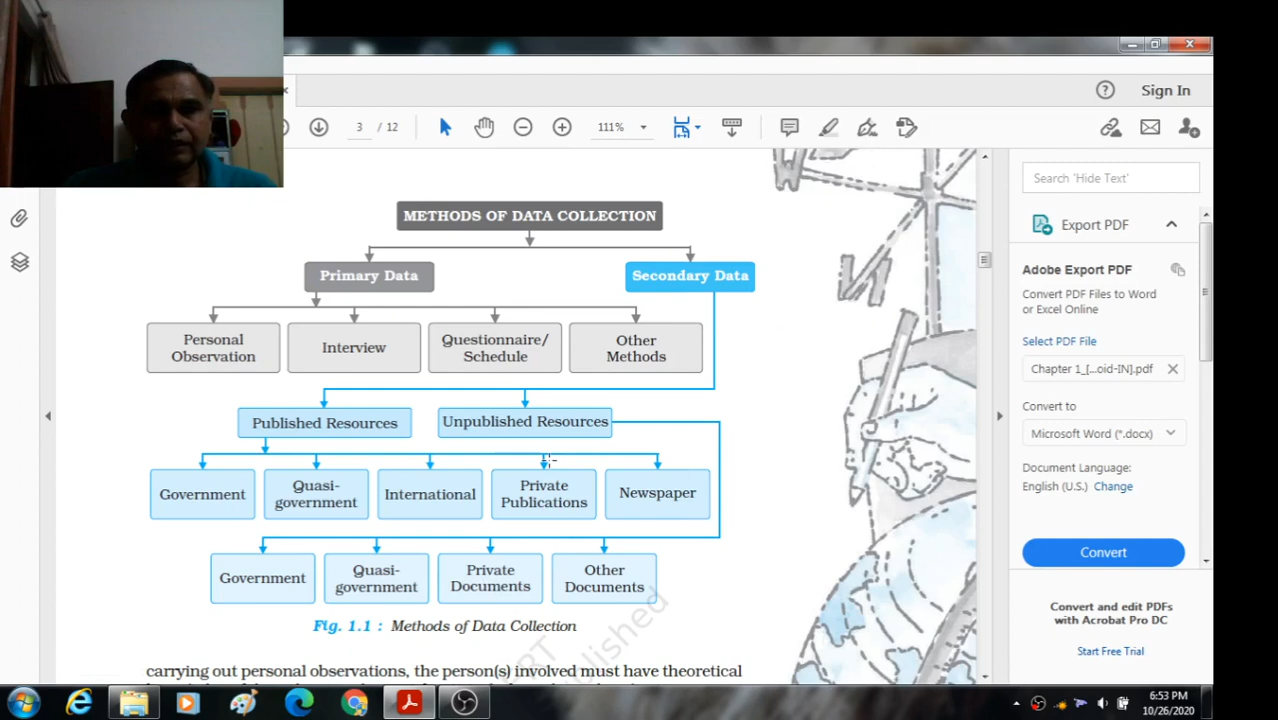 Sign In
3 / 12
111%
Search 'Hide Text'
METHODS OF DATA COLLECTION
Export PDF
Primary Data
Secondary Data
Adobe Export PDF
Convert PDF Files to Word
or Excel Online
Personal
Observation
Interview
Questionnaire/
Schedule
Other
Methods
Select PDF File
Chapter 1_[...oid-IN].pdf
Convert to
Microsoft Word (*.docx)
Published Resources
Unpublished Resources
Document Language:
English (U.S.) Change
Government
Quasi-
government
International
Private
Publications
Newspaper
Convert
Government
Quasi-
government
Private
Documents
Other
Documents
Convert and edit PDFs
with Acrobat Pro DC
Start Free Trial
Fig. 1.1 : Methods of Data Collection
carrying out personal observations, the person(s) involved must have theoretical
6:53 PM
10/26/2020